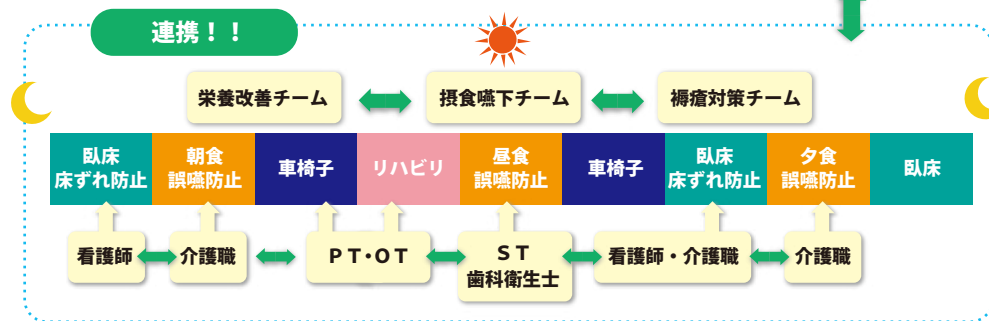 連携！！
栄養改善チーム
摂食嚥下チーム
褥瘡対策チーム
臥床
床ずれ防止
朝食
誤嚥防止
車椅子
リハビリ
昼食
誤嚥防止
車椅子
臥床
床ずれ防止
夕食
誤嚥防止
臥床
看護師
介護職
ＰＴ・ＯＴ
ＳＴ
歯科衛生士
看護師・介護職
介護職